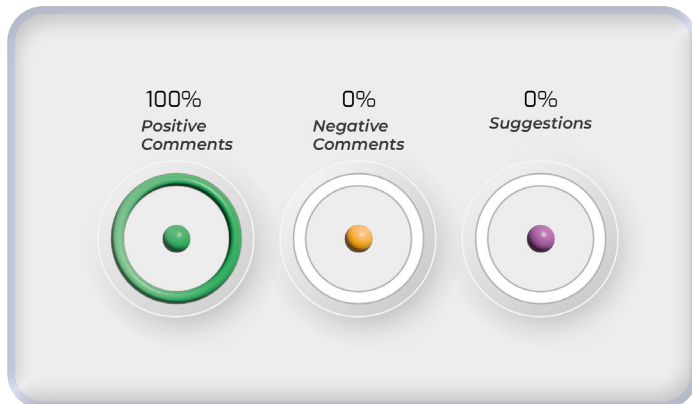 100%
Positive
Comments
0%
Negative
Comments
0%
Suggestions